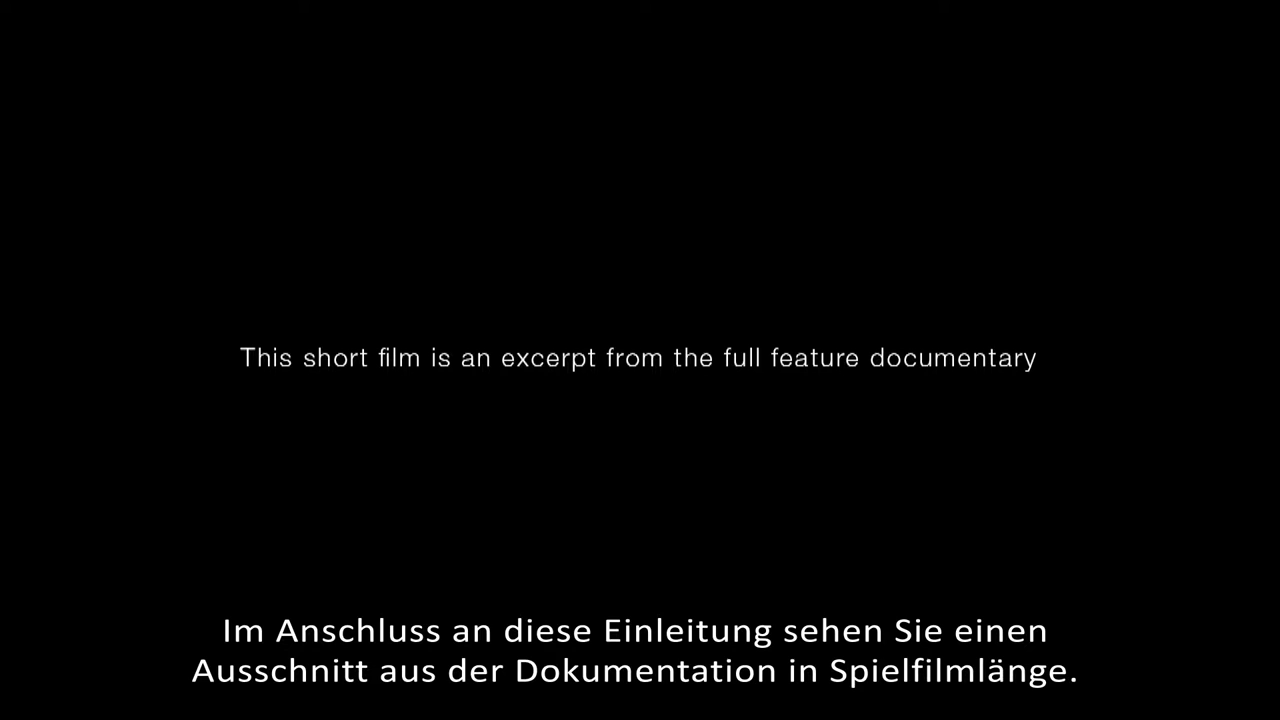 This short film is an excerpt from the full feature documentary
Im Anschluss an diese Einleitung sehen Sie einen
Ausschnitt aus der Dokumentation in Spielfilmlänge.